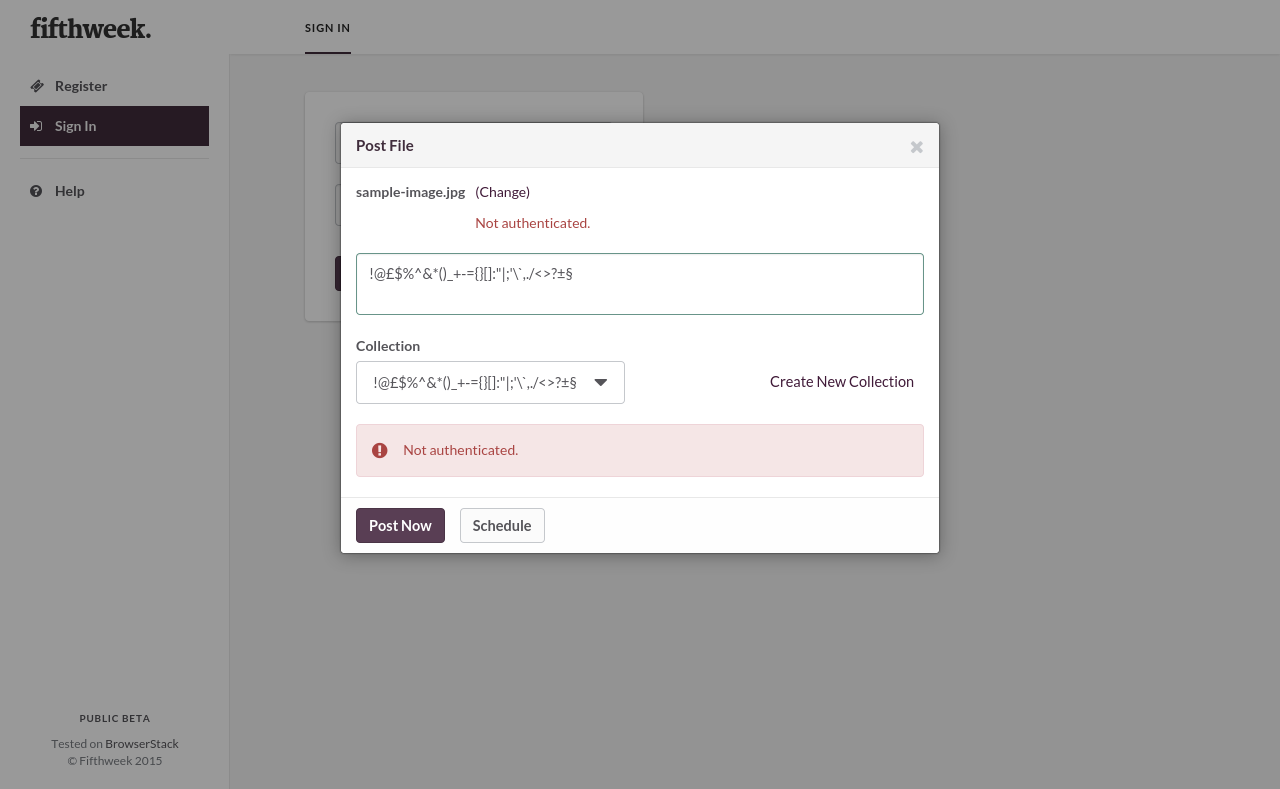 fifthweek.
SIGN IN
Register
Sign In
Help
Post File
sample-image.jpg (Change)
Not authenticated.
!@£$%^&*()_+-={}[]:"|;'\`,./<>?±§
Collection
!@£$%^&*()_+-={}[]:"|;'\`,./<>?±§
Create New Collection
Not authenticated.
Post Now
Schedule
PUBLIC BETA
Tested on BrowserStack
© Fifthweek 2015